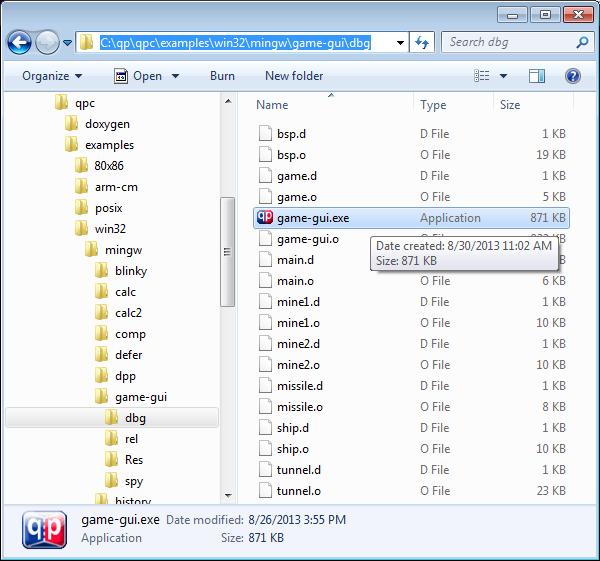 C:\qp\qpc\examples\win32\mingw\game-gui\dbg
Search dbg
Organize Open Burn New folder
qpc
doxygen
examples
80x86
arm-cm
posix
win32
mingw
blinky
calc
calc2
comp
defer
dpp
game-gui
dbg
rel
Res
spy
history
Name Type Size
bsp.d D File 1 KB
bsp.o O File 19 KB
game.d D File 1 KB
game.o O File 5 KB
qp game-gui.exe Application 871 KB
game-gui.o
Date created: 8/30/2013 11:02 AM
Size: 871 KB
main.d 1 KB
main.o O File 6 KB
mine1.d D File 1 KB
mine1.o O File 10 KB
mine2.d D File 1 KB
mine2.o O File 10 KB
missile.d D File 1 KB
missile.o O File 8 KB
ship.d D File 1 KB
ship.o O File 10 KB
tunnel.d D File 1 KB
tunnel.o O File 23 KB
qp
game-gui.exe Date modified: 8/26/2013 3:55 PM
Application Size: 871 KB